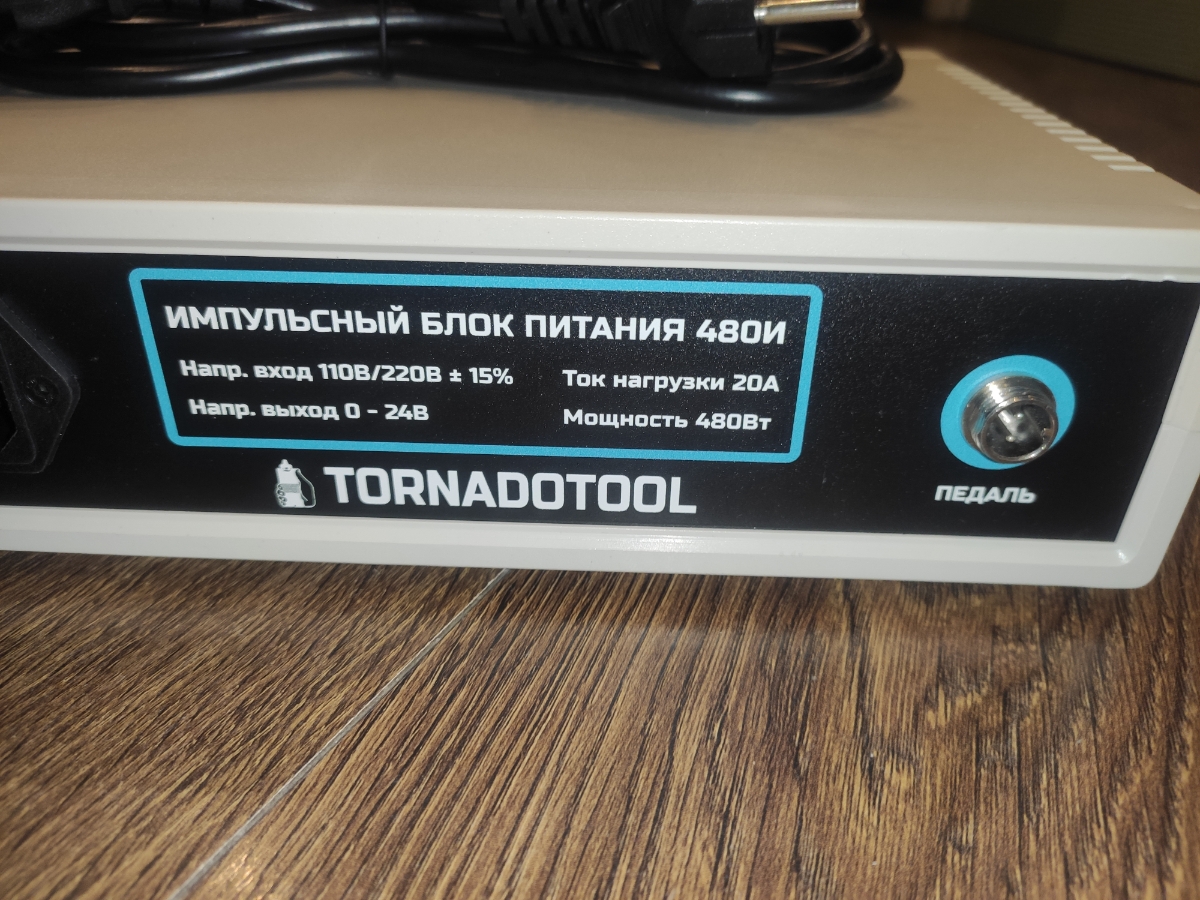 ИМПУЛЬСНЫЙ БЛОК ПИТАНИЯ 480И
Напр. вход 110В/220В ± 15%
Ток нагрузки 20А
Напр. выход 0 - 24В
Мощность 480Вт
TORNADOTOOL
ПЕДАЛЬ